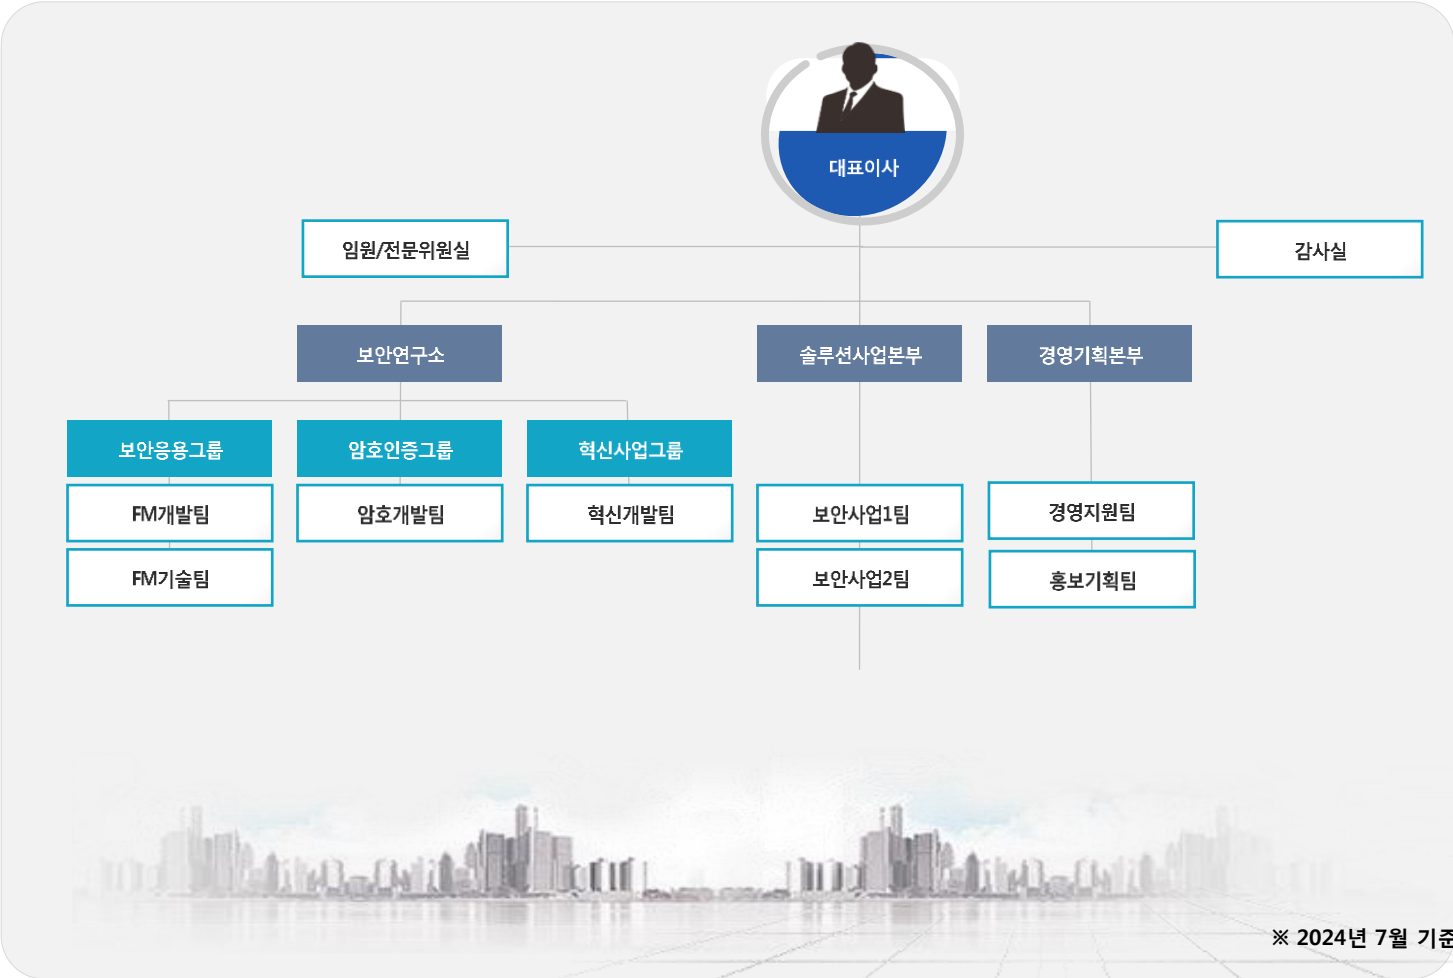 대표이사
임원/전문위원실
감사실
보안연구소
솔루션사업본부
경영기획본부
보안응용그룹
암호인증그룹
혁신사업그룹
FM개발팀
암호개발팀
혁신개발팀
보안사업1팀
경영지원팀
FM기술팀
보안사업2팀
홍보기획팀
※ 2024년 7월 기준